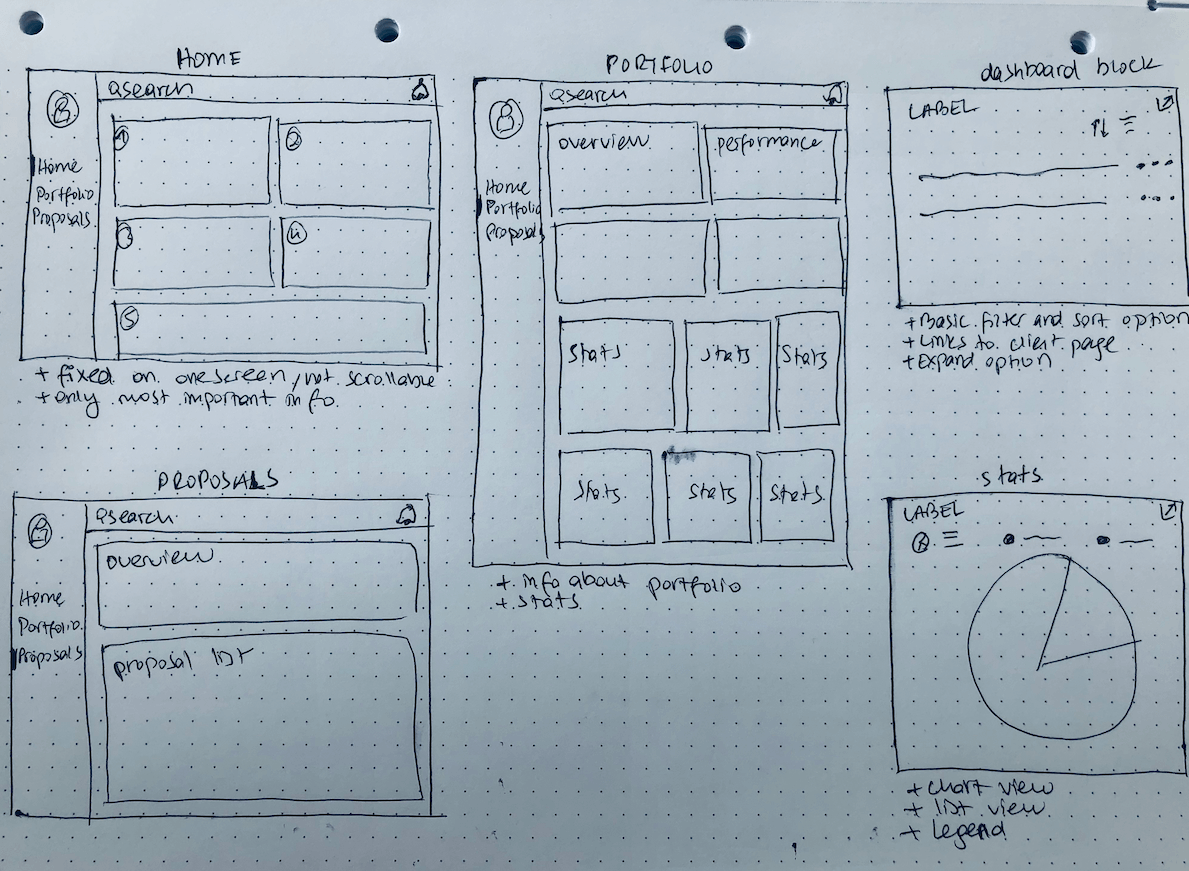 HOME
search
1
2
Home
Portfolio
Proposals
3
4
5
+ fixed on one screen, not scrollable
+ only most important info
PORTFOLIO
search
overview
performance
Home
Portfolio
Proposals
stats
stats
stats
stats
stats
stats
+ info about portfolio
+ stats
dashboard block
LABEL
+ Basic filter and sort option
+ Links to client page
+ Expand option
PROPOSALS
search
overview
Home
Portfolio
Proposals
proposal list
stats
LABEL
+ chart view
+ list view
+ legend